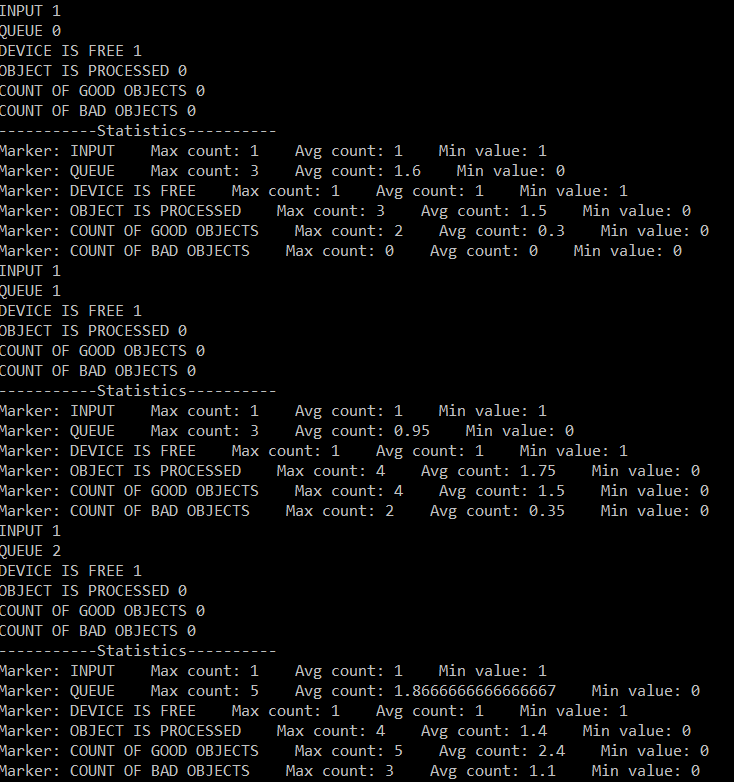 INPUT 1
QUEUE 0
DEVICE IS FREE 1
OBJECT IS PROCESSED 0
COUNT OF GOOD OBJECTS 0
COUNT OF BAD OBJECTS 0
-----------Statistics----------
Marker: INPUT    Max count: 1    Avg count: 1    Min value: 1
Marker: QUEUE    Max count: 3    Avg count: 1.6    Min value: 0
Marker: DEVICE IS FREE    Max count: 1    Avg count: 1    Min value: 1
Marker: OBJECT IS PROCESSED    Max count: 3    Avg count: 1.5    Min value: 0
Marker: COUNT OF GOOD OBJECTS    Max count: 2    Avg count: 0.3    Min value: 0
Marker: COUNT OF BAD OBJECTS    Max count: 0    Avg count: 0    Min value: 0
INPUT 1
QUEUE 1
DEVICE IS FREE 1
OBJECT IS PROCESSED 0
COUNT OF GOOD OBJECTS 0
COUNT OF BAD OBJECTS 0
-----------Statistics----------
Marker: INPUT    Max count: 1    Avg count: 1    Min value: 1
Marker: QUEUE    Max count: 3    Avg count: 0.95    Min value: 0
Marker: DEVICE IS FREE    Max count: 1    Avg count: 1    Min value: 1
Marker: OBJECT IS PROCESSED    Max count: 4    Avg count: 1.75    Min value: 0
Marker: COUNT OF GOOD OBJECTS    Max count: 4    Avg count: 1.5    Min value: 0
Marker: COUNT OF BAD OBJECTS    Max count: 2    Avg count: 0.35    Min value: 0
INPUT 1
QUEUE 2
DEVICE IS FREE 1
OBJECT IS PROCESSED 0
COUNT OF GOOD OBJECTS 0
COUNT OF BAD OBJECTS 0
-----------Statistics----------
Marker: INPUT    Max count: 1    Avg count: 1    Min value: 1
Marker: QUEUE    Max count: 5    Avg count: 1.8666666666666667    Min value: 0
Marker: DEVICE IS FREE    Max count: 1    Avg count: 1    Min value: 1
Marker: OBJECT IS PROCESSED    Max count: 4    Avg count: 1.4    Min value: 0
Marker: COUNT OF GOOD OBJECTS    Max count: 5    Avg count: 2.4    Min value: 0
Marker: COUNT OF BAD OBJECTS    Max count: 3    Avg count: 1.1    Min value: 0